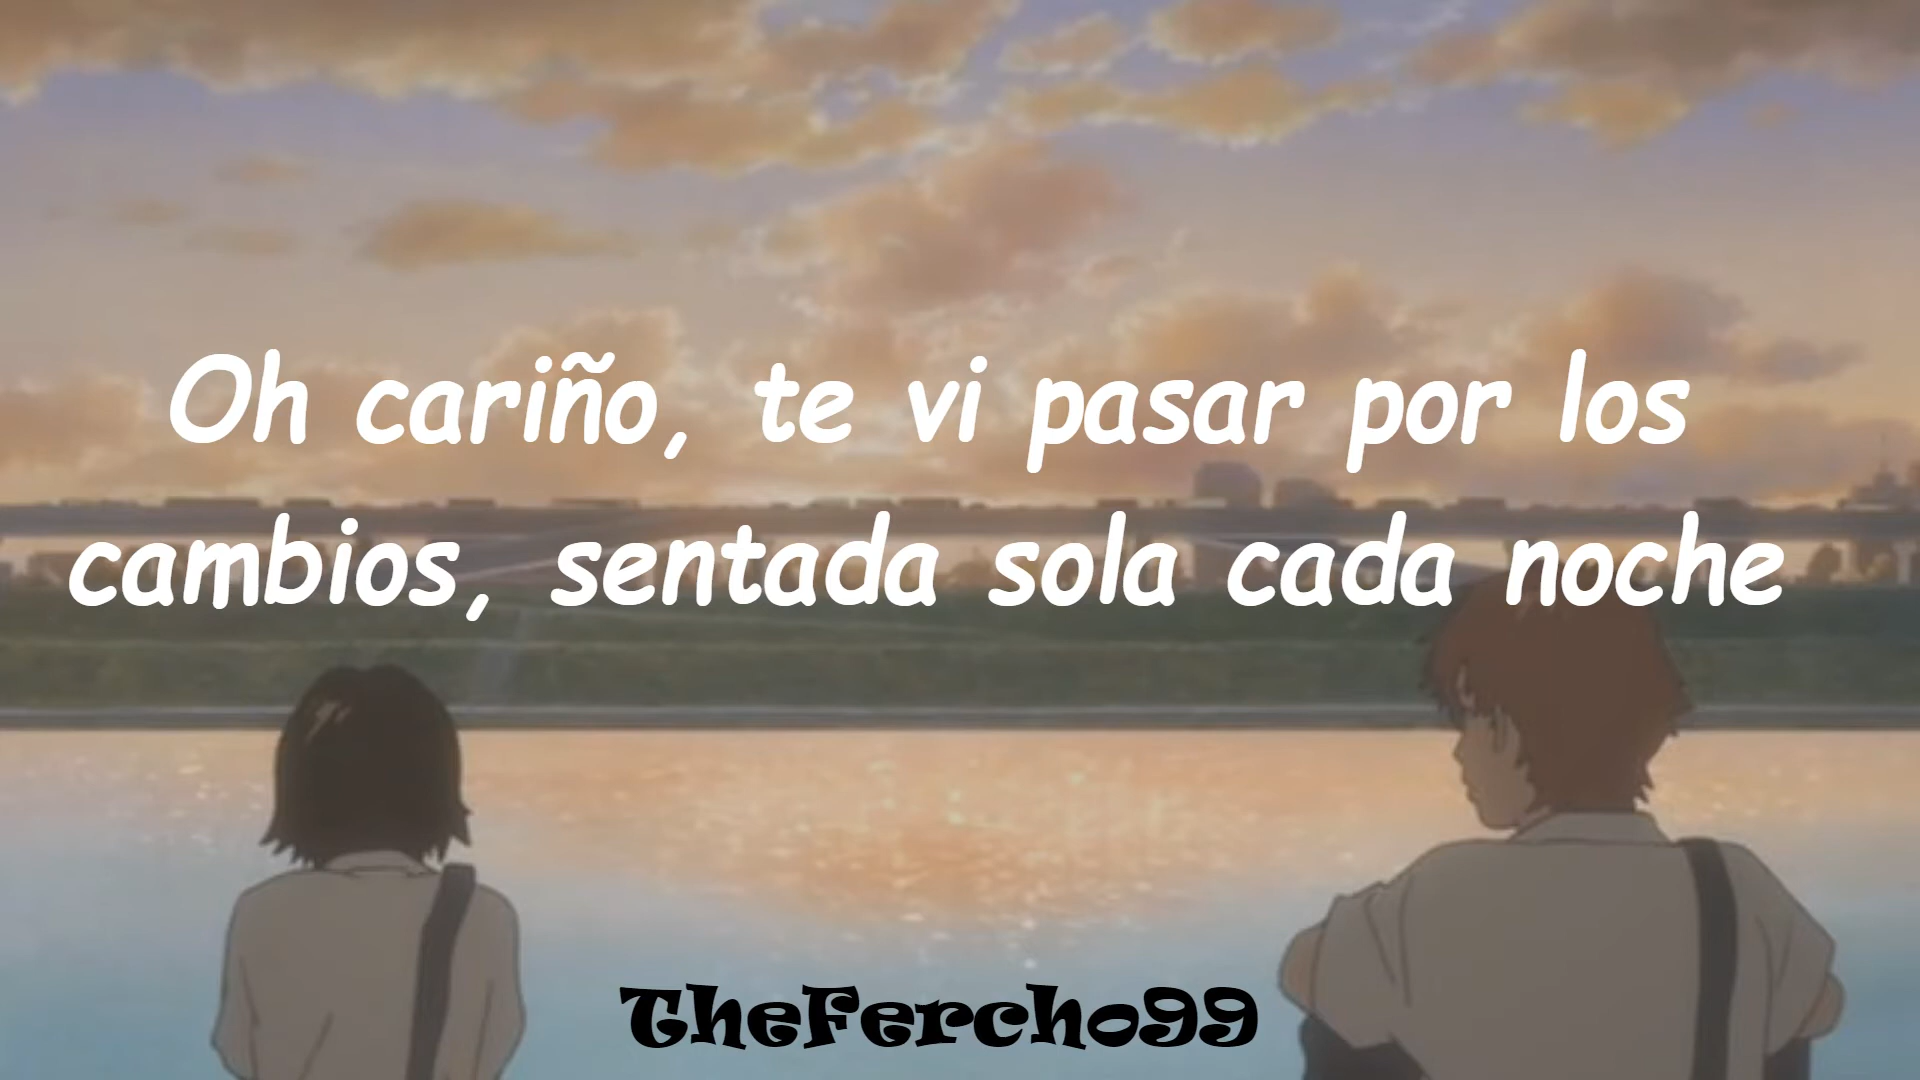 Oh cariño, te vi pasar por los
cambios, sentada sola cada noche
TheFercho99